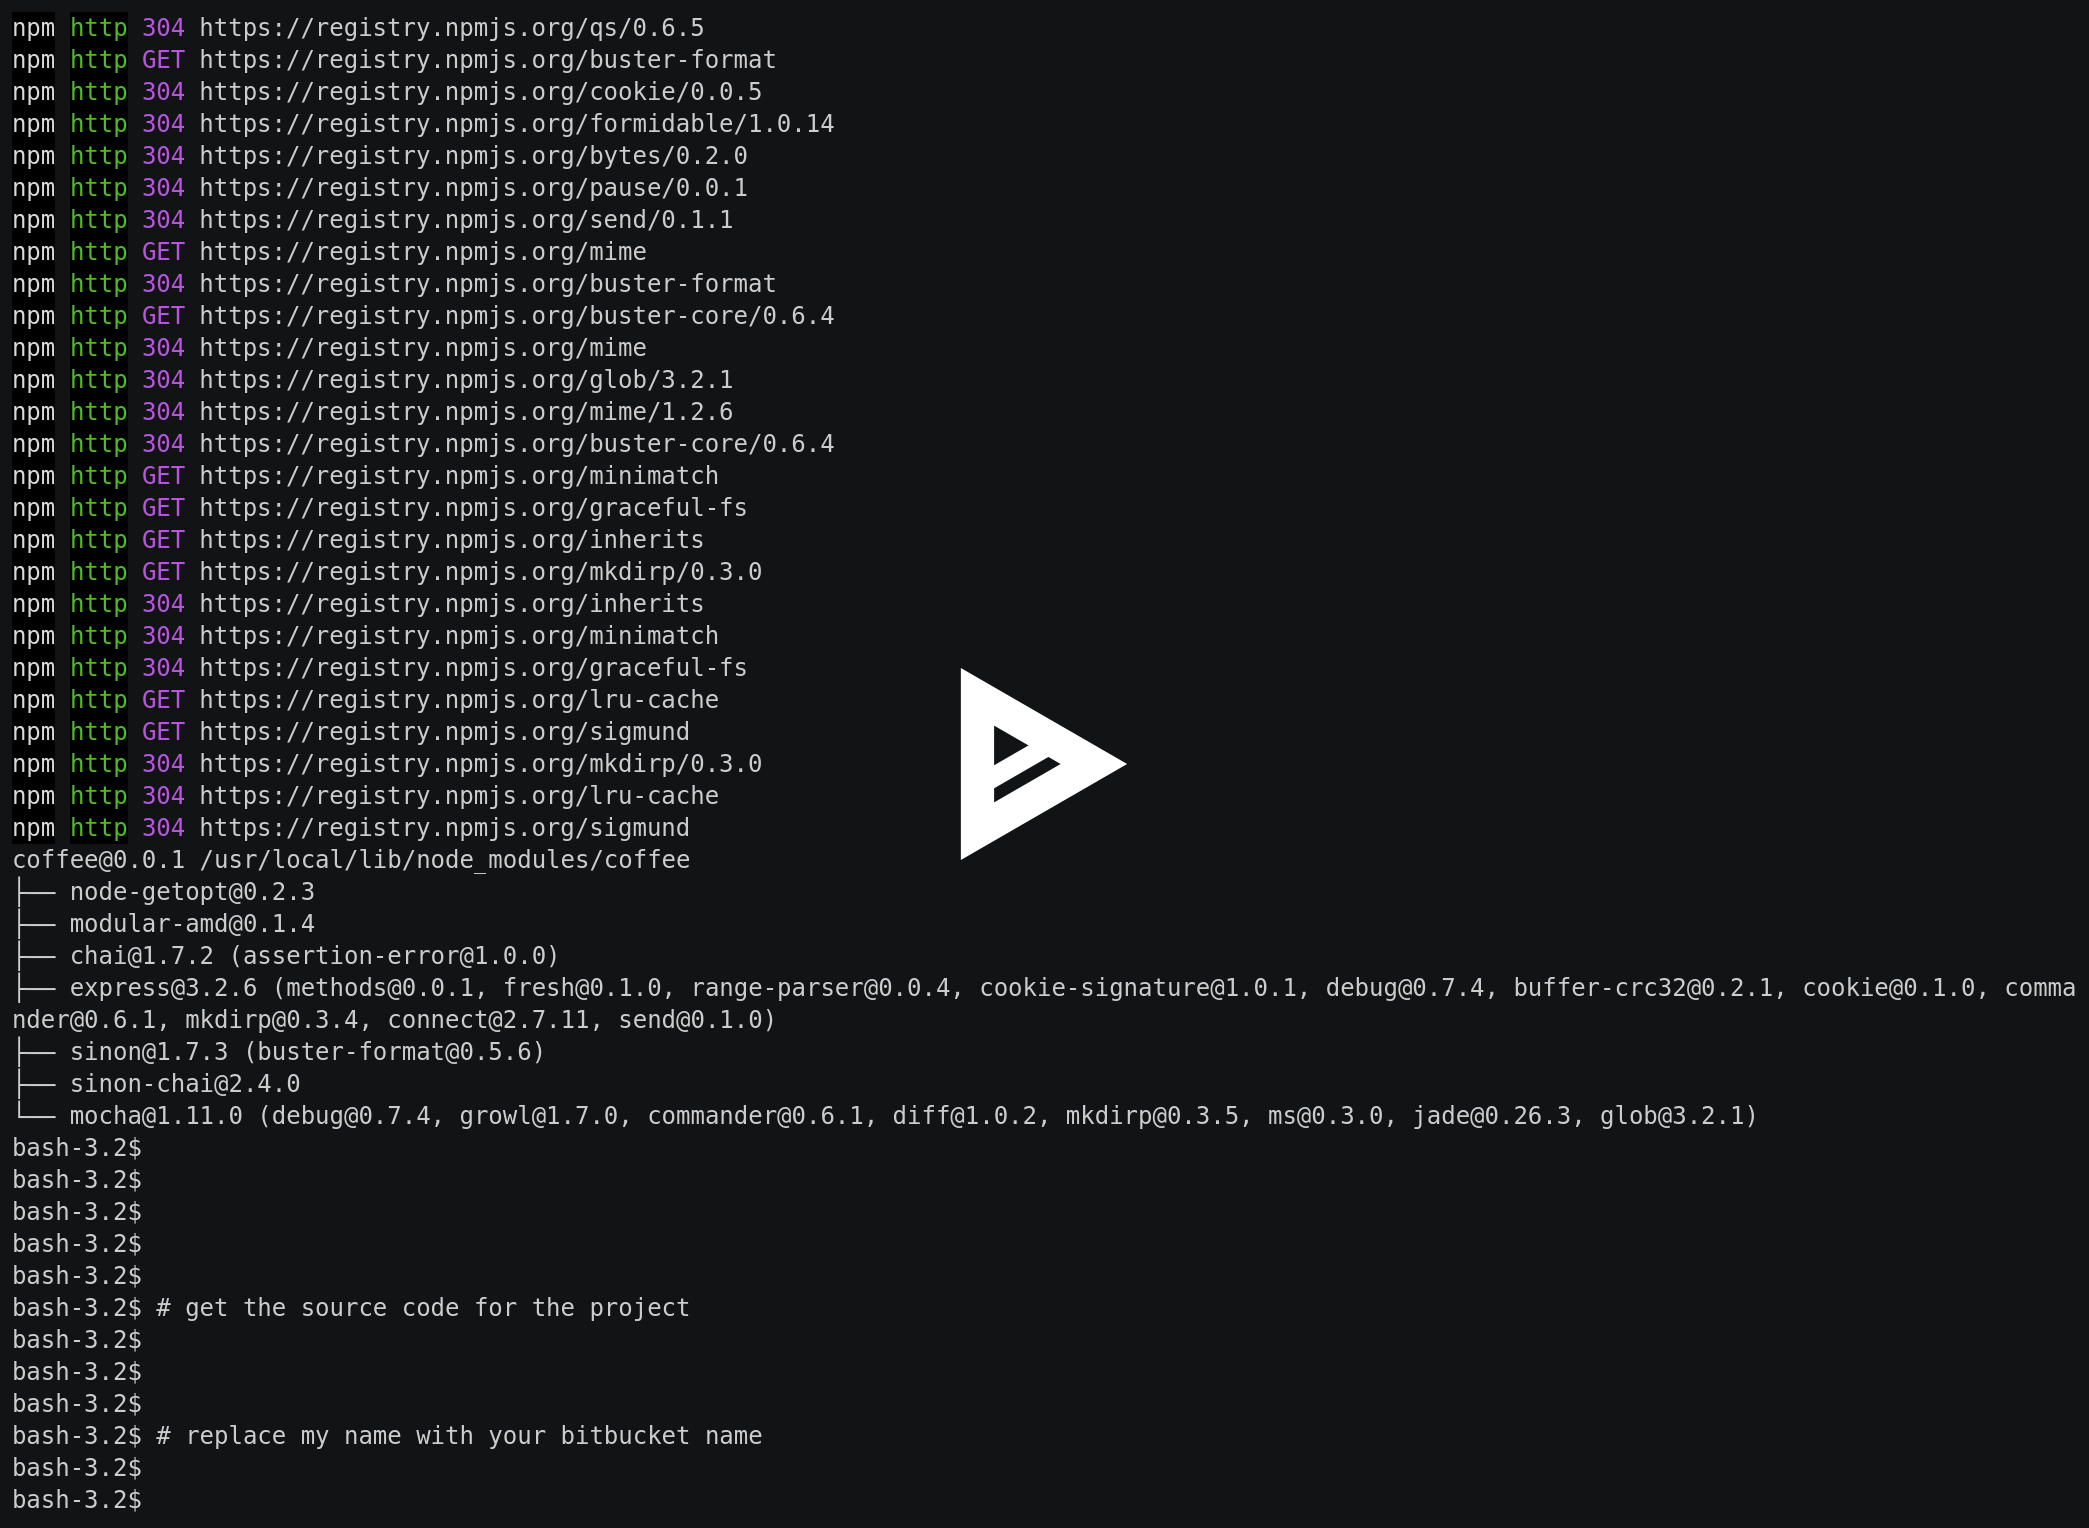 npm http 304 https://registry.npmjs.org/qs/0.6.5
npm http GET https://registry.npmjs.org/buster-format
npm http 304 https://registry.npmjs.org/cookie/0.0.5
npm http 304 https://registry.npmjs.org/formidable/1.0.14
npm http 304 https://registry.npmjs.org/bytes/0.2.0
npm http 304 https://registry.npmjs.org/pause/0.0.1
npm http 304 https://registry.npmjs.org/send/0.1.1
npm http GET https://registry.npmjs.org/mime
npm http 304 https://registry.npmjs.org/buster-format
npm http GET https://registry.npmjs.org/buster-core/0.6.4
npm http 304 https://registry.npmjs.org/mime
npm http 304 https://registry.npmjs.org/glob/3.2.1
npm http 304 https://registry.npmjs.org/mime/1.2.6
npm http 304 https://registry.npmjs.org/buster-core/0.6.4
npm http GET https://registry.npmjs.org/minimatch
npm http GET https://registry.npmjs.org/graceful-fs
npm http GET https://registry.npmjs.org/inherits
npm http GET https://registry.npmjs.org/mkdirp/0.3.0
npm http 304 https://registry.npmjs.org/inherits
npm http 304 https://registry.npmjs.org/minimatch
npm http 304 https://registry.npmjs.org/graceful-fs
npm http GET https://registry.npmjs.org/lru-cache
npm http GET https://registry.npmjs.org/sigmund
npm http 304 https://registry.npmjs.org/mkdirp/0.3.0
npm http 304 https://registry.npmjs.org/lru-cache
npm http 304 https://registry.npmjs.org/sigmund
coffee@0.0.1 /usr/local/lib/node_modules/coffee
├── node-getopt@0.2.3
├── modular-amd@0.1.4
├── chai@1.7.2 (assertion-error@1.0.0)
├── express@3.2.6 (methods@0.0.1, fresh@0.1.0, range-parser@0.0.4, cookie-signature@1.0.1, debug@0.7.4, buffer-crc32@0.2.1, cookie@0.1.0, comma
nder@0.6.1, mkdirp@0.3.4, connect@2.7.11, send@0.1.0)
├── sinon@1.7.3 (buster-format@0.5.6)
├── sinon-chai@2.4.0
└── mocha@1.11.0 (debug@0.7.4, growl@1.7.0, commander@0.6.1, diff@1.0.2, mkdirp@0.3.5, ms@0.3.0, jade@0.26.3, glob@3.2.1)
bash-3.2$
bash-3.2$
bash-3.2$
bash-3.2$
bash-3.2$
bash-3.2$ # get the source code for the project
bash-3.2$
bash-3.2$
bash-3.2$
bash-3.2$ # replace my name with your bitbucket name
bash-3.2$
bash-3.2$